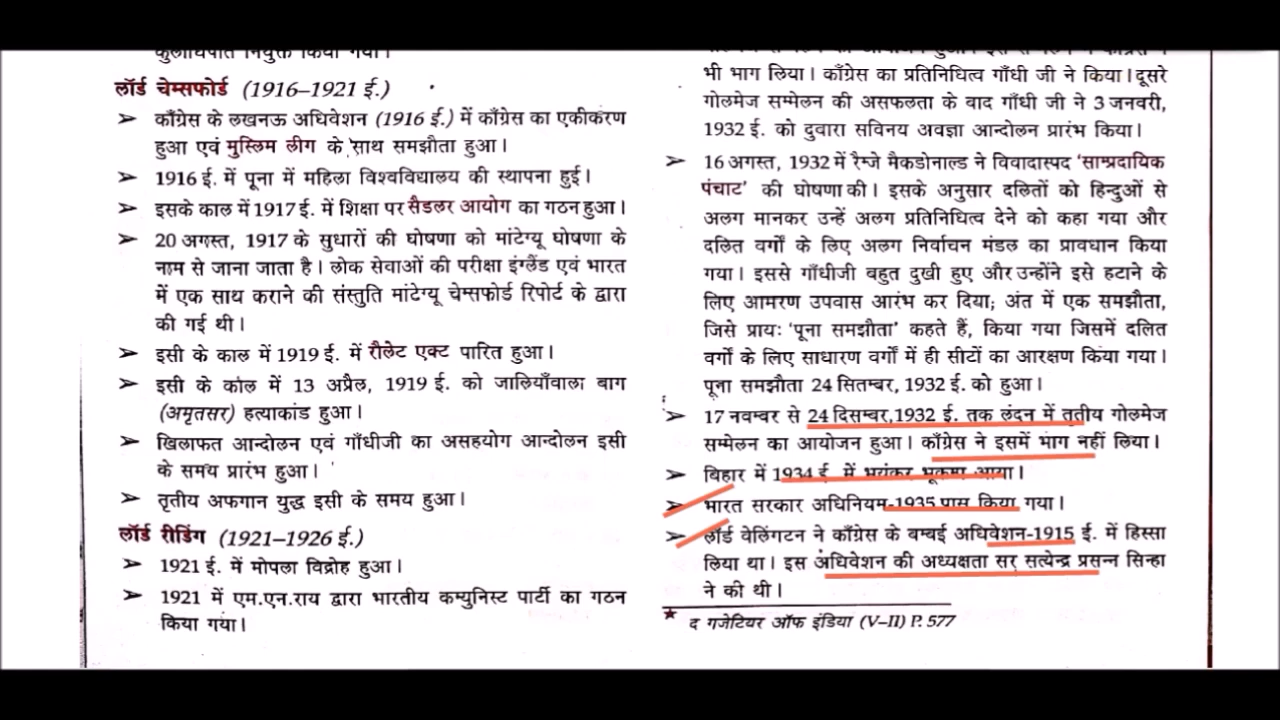 कुलाधिपति नियुक्त किया गया।
लॉर्ड चेम्सफोर्ड (1916–1921 ई.)
➢ काँग्रेस के लखनऊ अधिवेशन (1916 ई.) में काँग्रेस का एकीकरण
हुआ एवं मुस्लिम लीग के साथ समझौता हुआ।
➢ 1916 ई. में पूना में महिला विश्वविद्यालय की स्थापना हुई।
➢ इसके काल में 1917 ई. में शिक्षा पर सैडलर आयोग का गठन हुआ।
➢ 20 अगस्त, 1917 के सुधारों की घोषणा को मांटेग्यू घोषणा के
नाम से जाना जाता है। लोक सेवाओं की परीक्षा इंग्लैंड एवं भारत
में एक साथ कराने की संस्तुति मांटेग्यू चेम्सफोर्ड रिपोर्ट के द्वारा
की गई थी।
➢ इसी के काल में 1919 ई. में रौलेट एक्ट पारित हुआ।
➢ इसी के काल में 13 अप्रैल, 1919 ई. को जालियाँवाला बाग
(अमृतसर) हत्याकांड हुआ।
➢ खिलाफत आन्दोलन एवं गाँधीजी का असहयोग आन्दोलन इसी
के समय प्रारंभ हुआ।
➢ तृतीय अफगान युद्ध इसी के समय हुआ।
लॉर्ड रीडिंग (1921–1926 ई.)
➢ 1921 ई. में मोपला विद्रोह हुआ।
➢ 1921 में एम.एन.राय द्वारा भारतीय कम्युनिस्ट पार्टी का गठन
किया गया।
भी भाग लिया। काँग्रेस का प्रतिनिधित्व गाँधी जी ने किया। दूसरे
गोलमेज सम्मेलन की असफलता के बाद गाँधी जी ने 3 जनवरी,
1932 ई. को दुवारा सविनय अवज्ञा आन्दोलन प्रारंभ किया।
➢ 16 अगस्त, 1932 में रैम्जे मैकडोनाल्ड ने विवादास्पद ‘साम्प्रदायिक
पंचाट’ की घोषणा की। इसके अनुसार दलितों को हिन्दुओं से
अलग मानकर उन्हें अलग प्रतिनिधित्व देने को कहा गया और
दलित वर्गों के लिए अलग निर्वाचन मंडल का प्रावधान किया
गया। इससे गाँधीजी बहुत दुखी हुए और उन्होंने इसे हटाने के
लिए आमरण उपवास आरंभ कर दिया; अंत में एक समझौता,
जिसे प्रायः ‘पूना समझौता’ कहते हैं, किया गया जिसमें दलित
वर्गों के लिए साधारण वर्गों में ही सीटों का आरक्षण किया गया।
पूना समझौता 24 सितम्बर, 1932 ई. को हुआ।
➢ 17 नवम्बर से 24 दिसम्बर,1932 ई. तक लंदन में तृतीय गोलमेज
सम्मेलन का आयोजन हुआ। काँग्रेस ने इसमें भाग नहीं लिया।
➢ बिहार में 1934 ई. में भयंकर भूकम्प आया।
➢ भारत सरकार अधिनियम-1935 पास किया गया।
➢ लॉर्ड वेलिंगटन ने काँग्रेस के बम्बई अधिवेशन-1915 ई. में हिस्सा
लिया था। इस अधिवेशन की अध्यक्षता सर सत्येन्द्र प्रसन्न सिन्हा
ने की थी।
★ द गजेटियर ऑफ इंडिया (V–II) P. 577